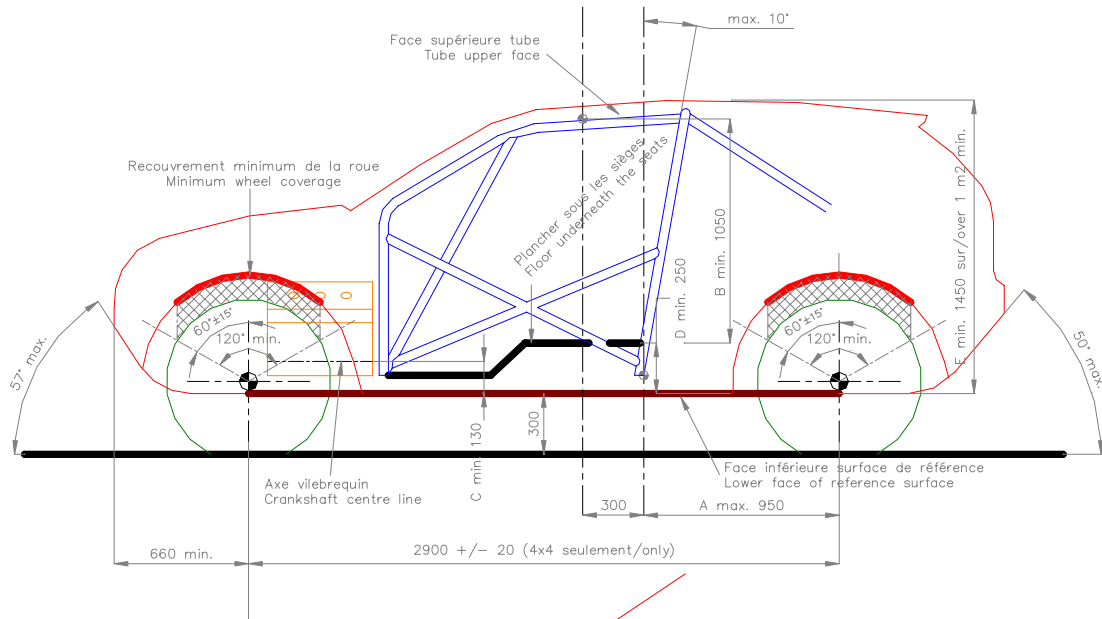 max. 10°
Face supérieure tube
Tube upper face
Recouvrement minimum de la roue
Minimum wheel coverage
Plancher sous les sièges
Floor underneath the seats
D min. 250
B min. 1050
E min. 1450 sur/over 1 m2 min.
57° max.
60°±15°
120° min.
60°±15°
120° min.
50° max.
C min. 130
300
Axe vilebrequin
Crankshaft centre line
Face inférieure surface de référence
Lower face of reference surface
300
A max. 950
660 min.
2900 +/- 20 (4x4 seulement/only)